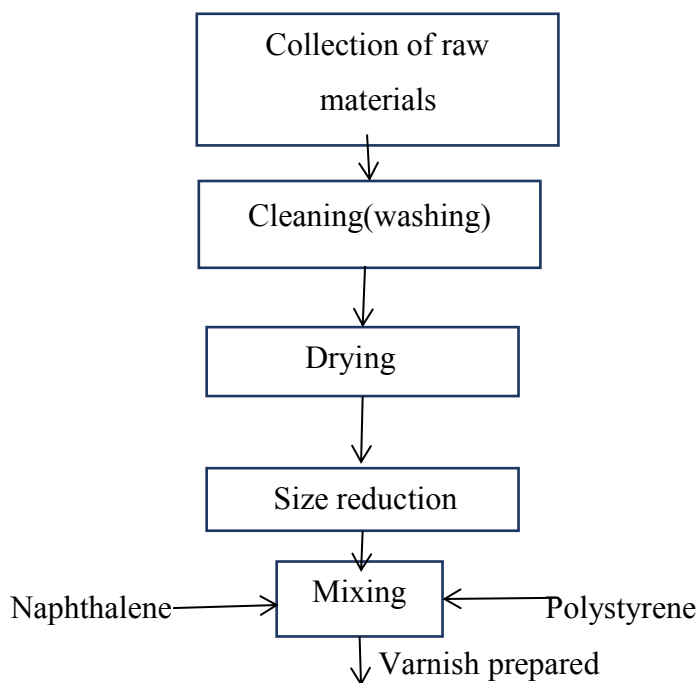 Collection of raw
materials
Cleaning(washing)
Drying
Size reduction
Mixing
Naphthalene
Polystyrene
Varnish prepared